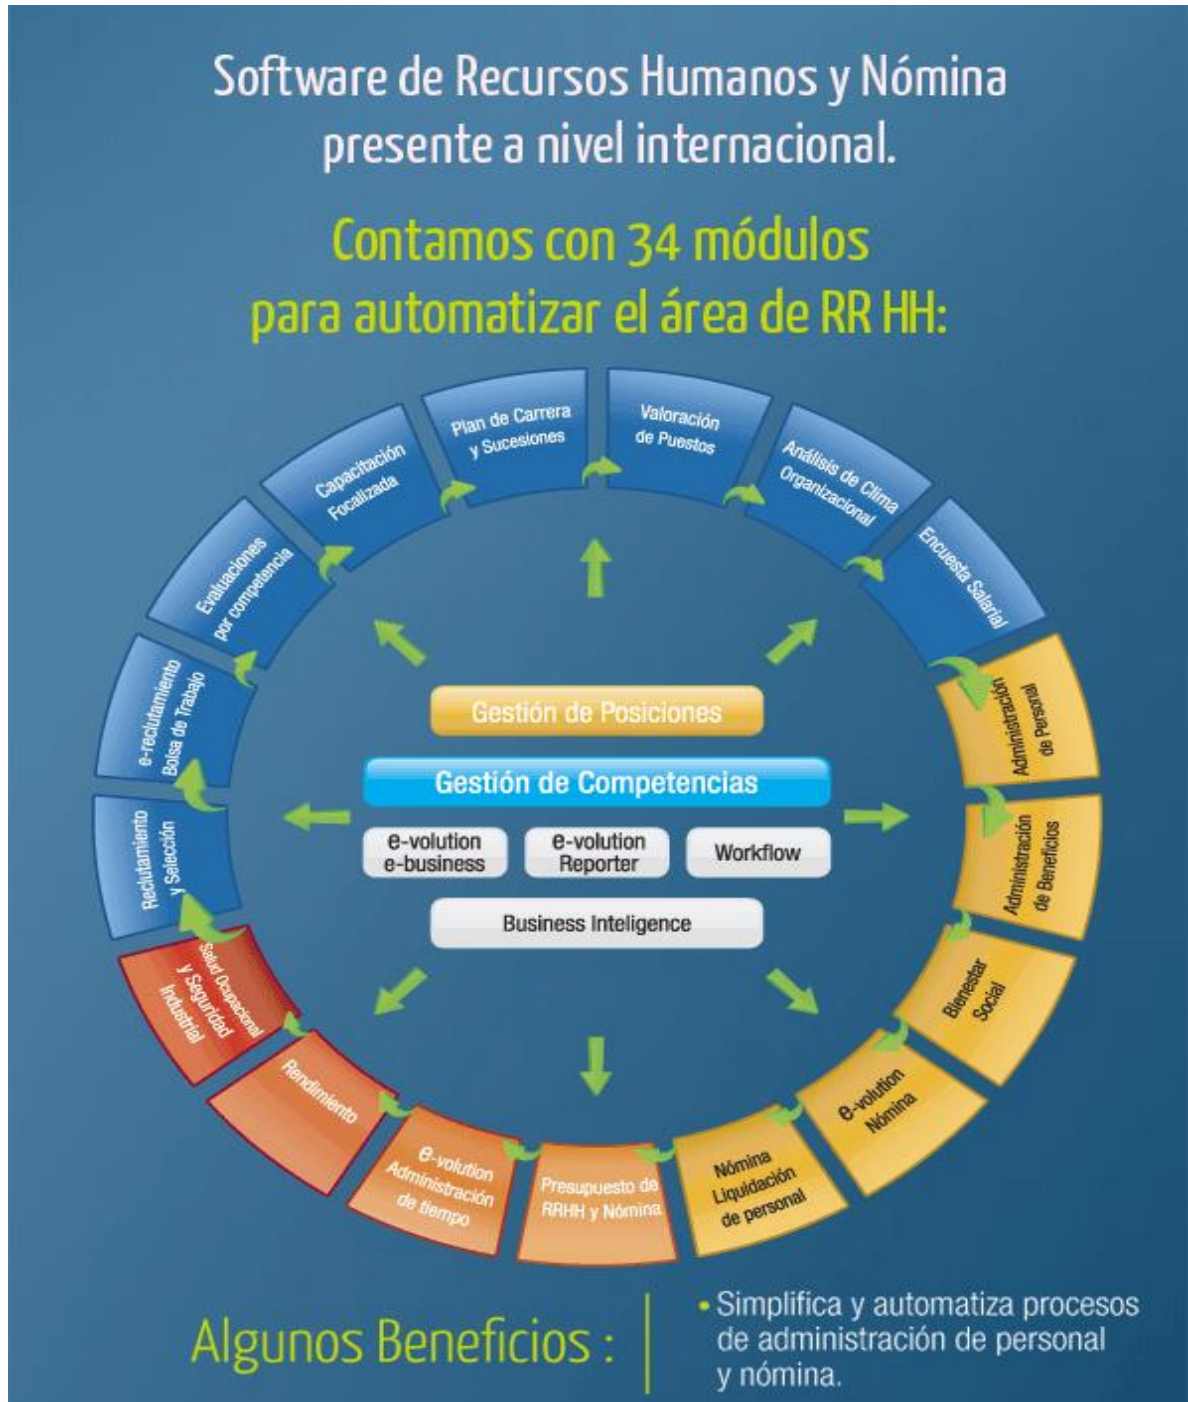 Software de Recursos Humanos y Nómina
presente a nivel internacional.
Contamos con 34 módulos
para automatizar el área de RR HH:
Plan de Carrera
y Sucesiones
Valoración
de Puestos
Análisis de Clima
Organizacional
Encuesta Salarial
Administración
de Personal
Administración
de Beneficios
Bienestar
Social
e-volution
Nómina
Nómina
Liquidación
de personal
Presupuesto de
RRHH y Nómina
e-volution
Administración
de tiempo
Rendimiento
Salud Ocupacional
y Seguridad
Industrial
Reclutamiento
y Selección
e-reclutamiento
Bolsa de Trabajo
Evaluaciones
por competencia
Capacitación
Focalizada
Gestión de Posiciones
Gestión de Competencias
e-volution
e-business
e-volution
Reporter
Workflow
Business Inteligence
Algunos Beneficios :
• Simplifica y automatiza procesos
de administración de personal
y nómina.